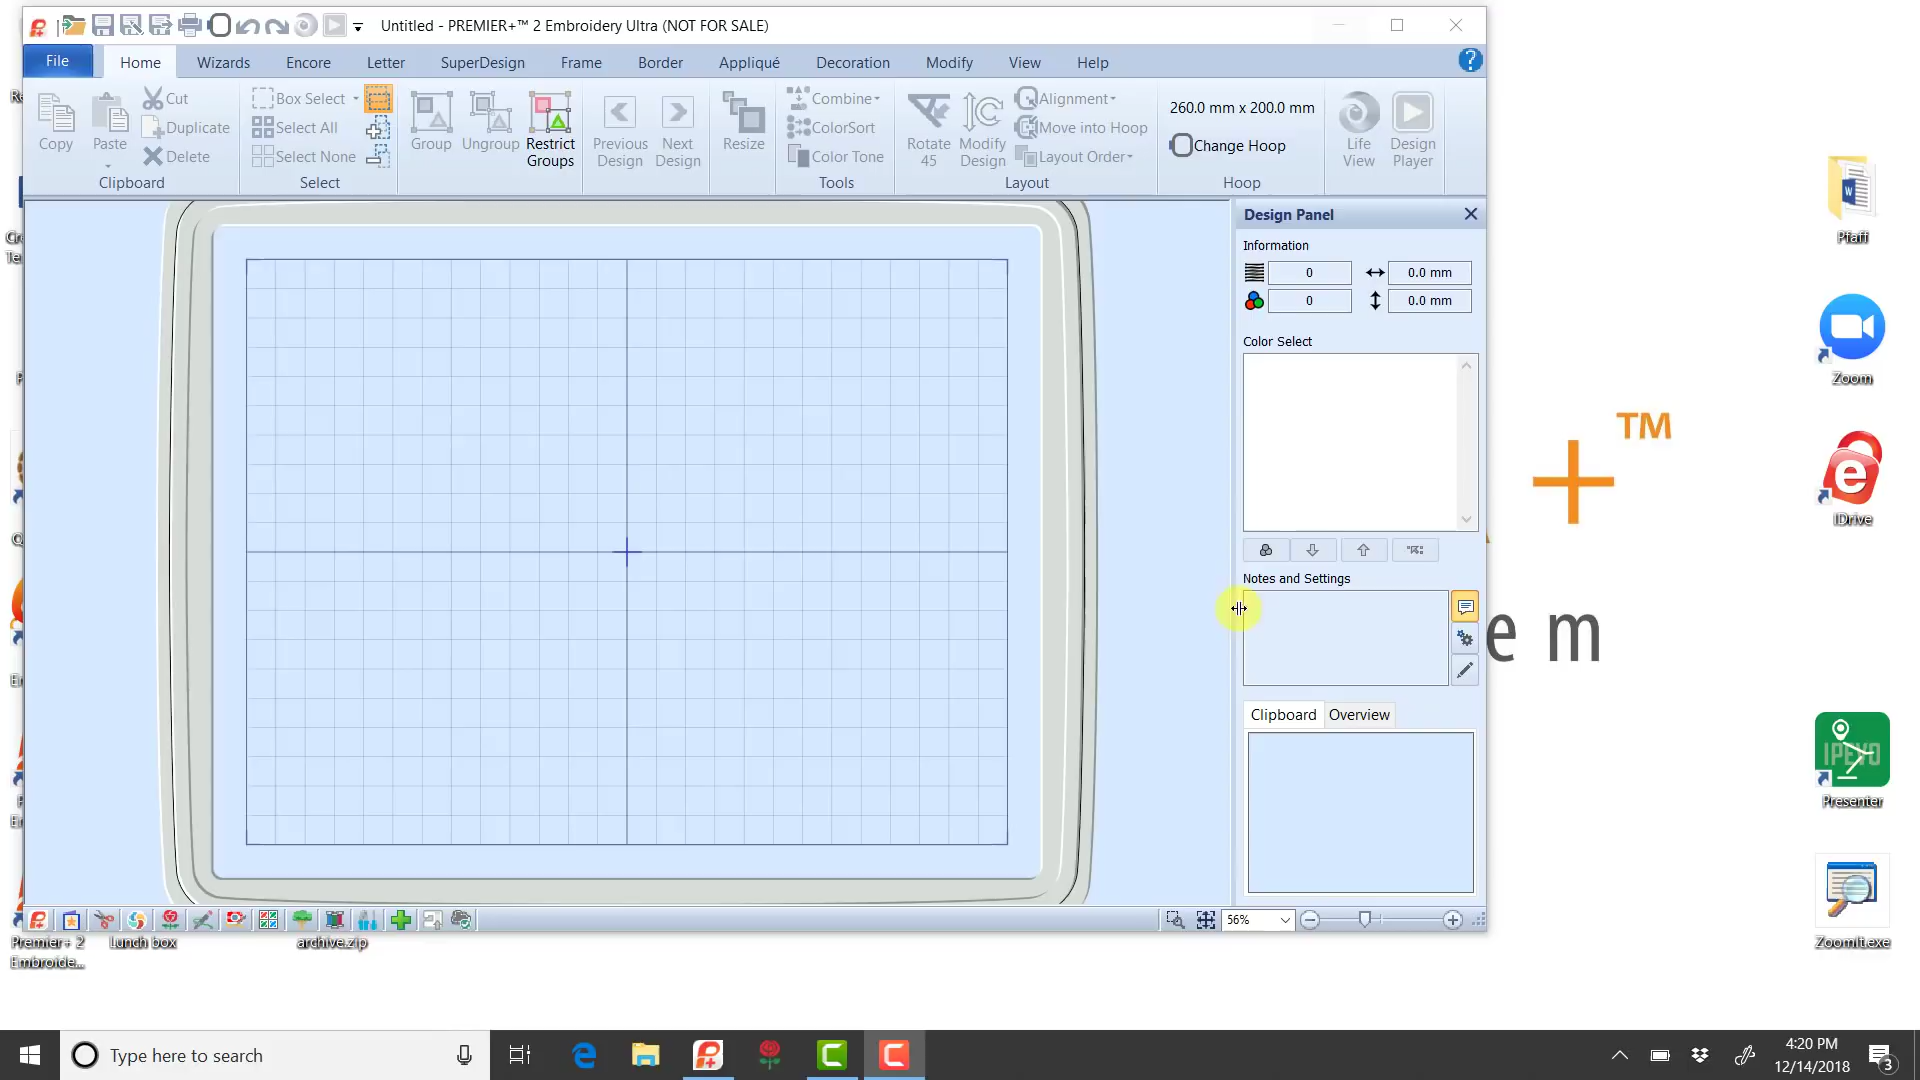 Untitled - PREMIER+™ 2 Embroidery Ultra (NOT FOR SALE)
File Home Wizards Encore Letter SuperDesign Frame Border Appliqué Decoration Modify View Help
Copy
Paste
Cut
Duplicate
Delete
Clipboard
Box Select
Select All
Select None
Select
Group
Ungroup
Restrict
Groups
Previous
Design
Next
Design
Resize
Combine
ColorSort
Color Tone
Tools
Rotate
45
Modify
Design
Alignment
Move into Hoop
Layout Order
Layout
260.0 mm x 200.0 mm
Change Hoop
Hoop
Life
View
Design
Player
Design Panel
Information
0 0.0 mm
0 0.0 mm
Color Select
Notes and Settings
Clipboard Overview
56%
TM
em
Pfaff
Zoom
IDrive
IPEVO
Presenter
ZoomIt.exe
Premier+ 2
Embroide...
Lunch box
archive.zip
Type here to search
4:20 PM
12/14/2018
3